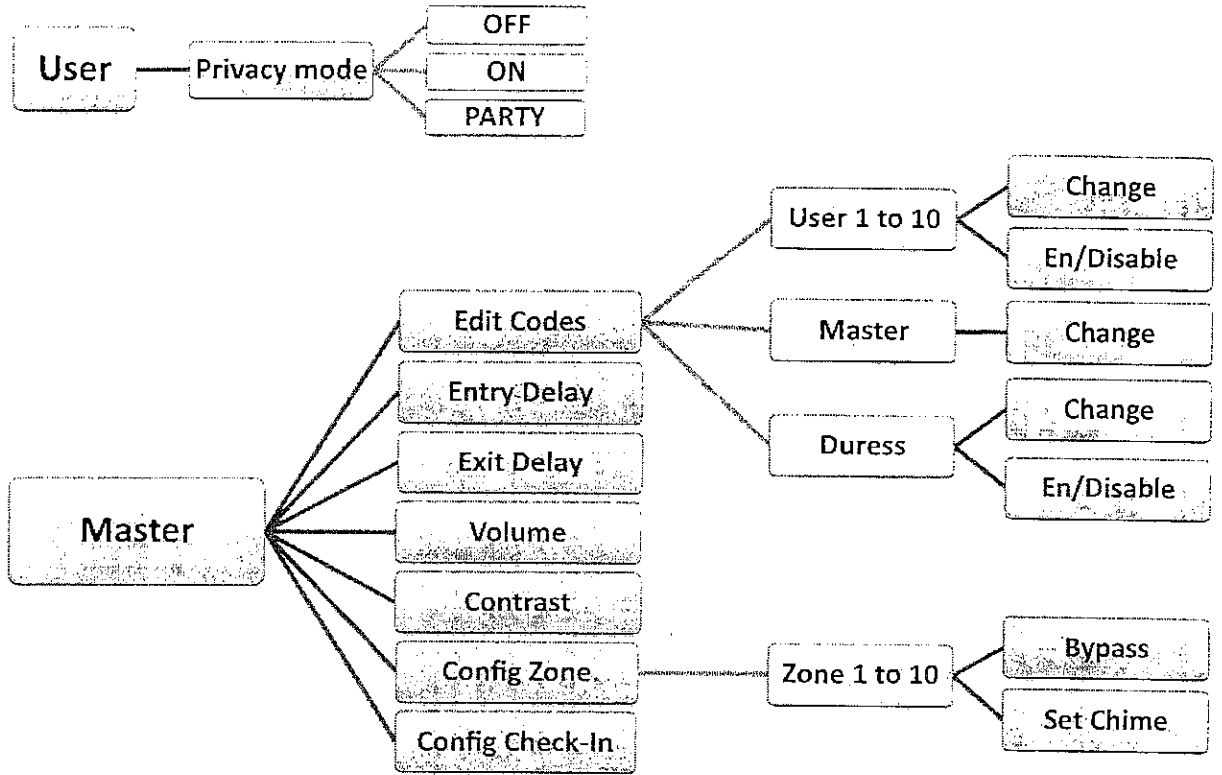 User
Privacy mode
OFF
ON
PARTY
Master
Edit Codes
Entry Delay
Exit Delay
Volume
Contrast
Config Zone
Config Check-In
User 1 to 10
Change
En/Disable
Master
Change
Duress
Change
En/Disable
Zone 1 to 10
Bypass
Set Chime